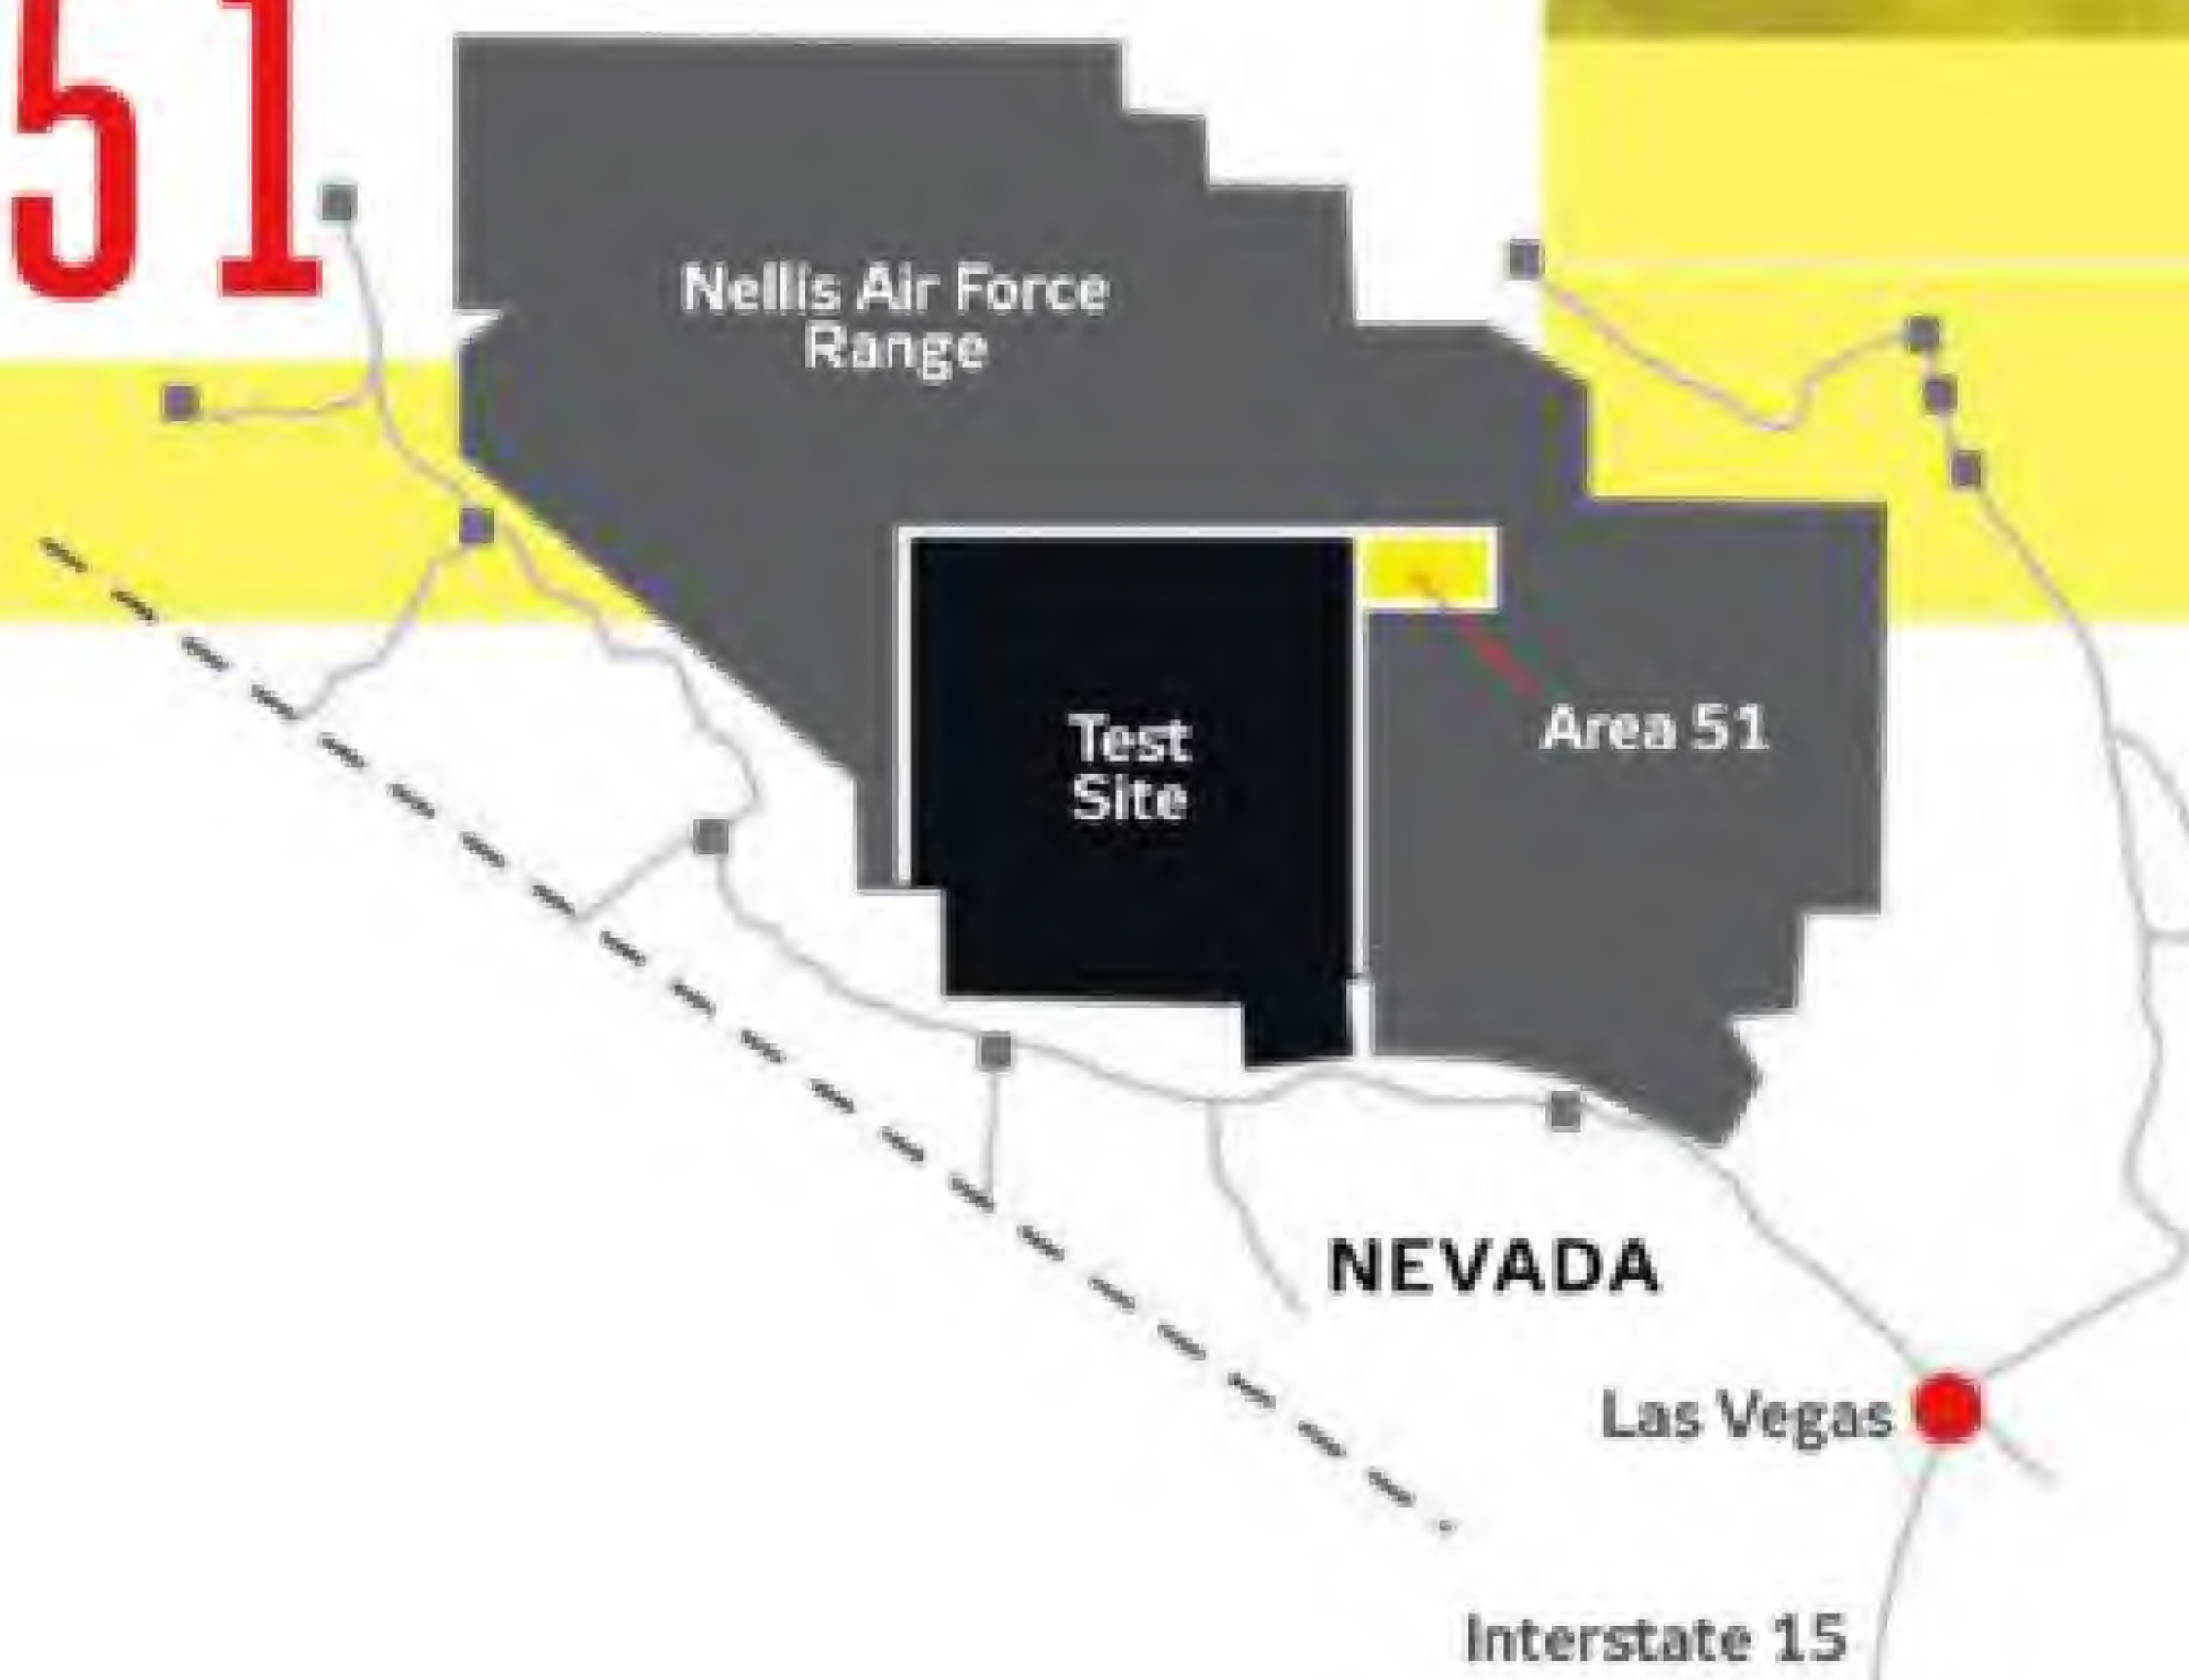 51
Nellis Air Force
Range
Test
Site
Area 51
NEVADA
Las Vegas
Interstate 15